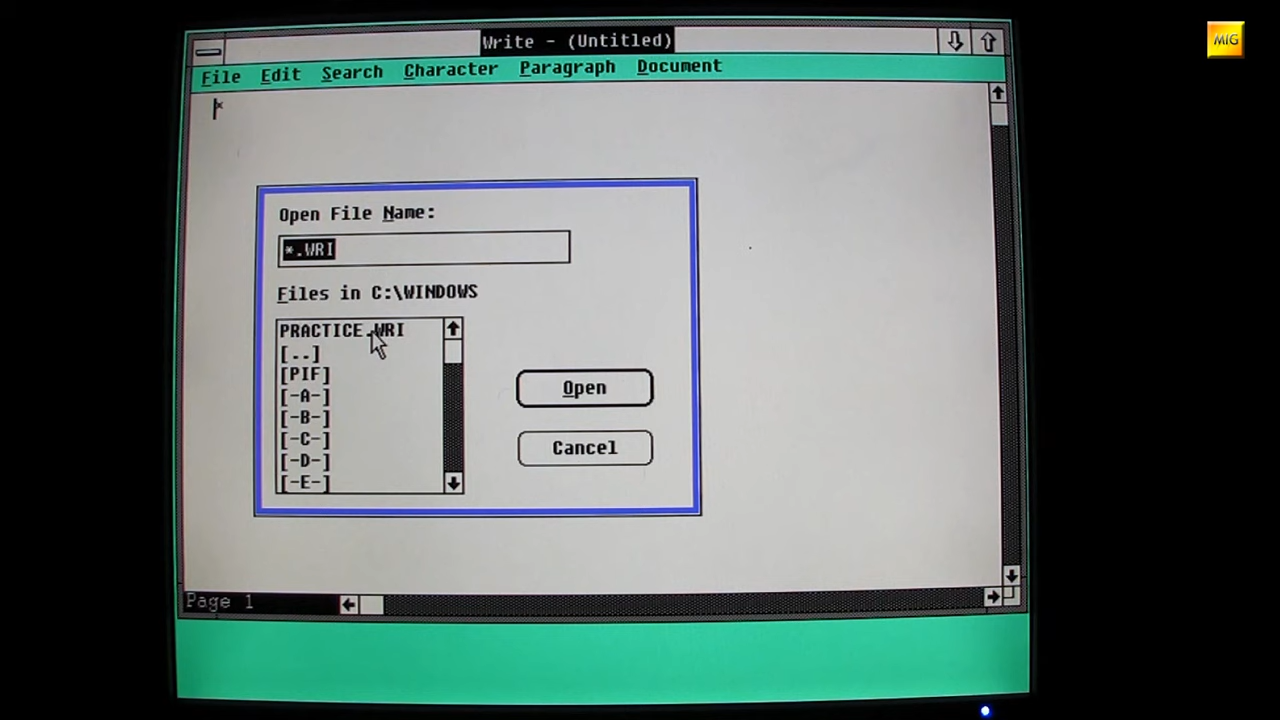 MIG
Write - (Untitled)
File Edit Search Character Paragraph Document
Open File Name:
*.WRI
Files in C:\WINDOWS
PRACTICE.WRI
[..]
[PIF]
[-A-]
[-B-]
[-C-]
[-D-]
[-E-]
Open
Cancel
Page 1